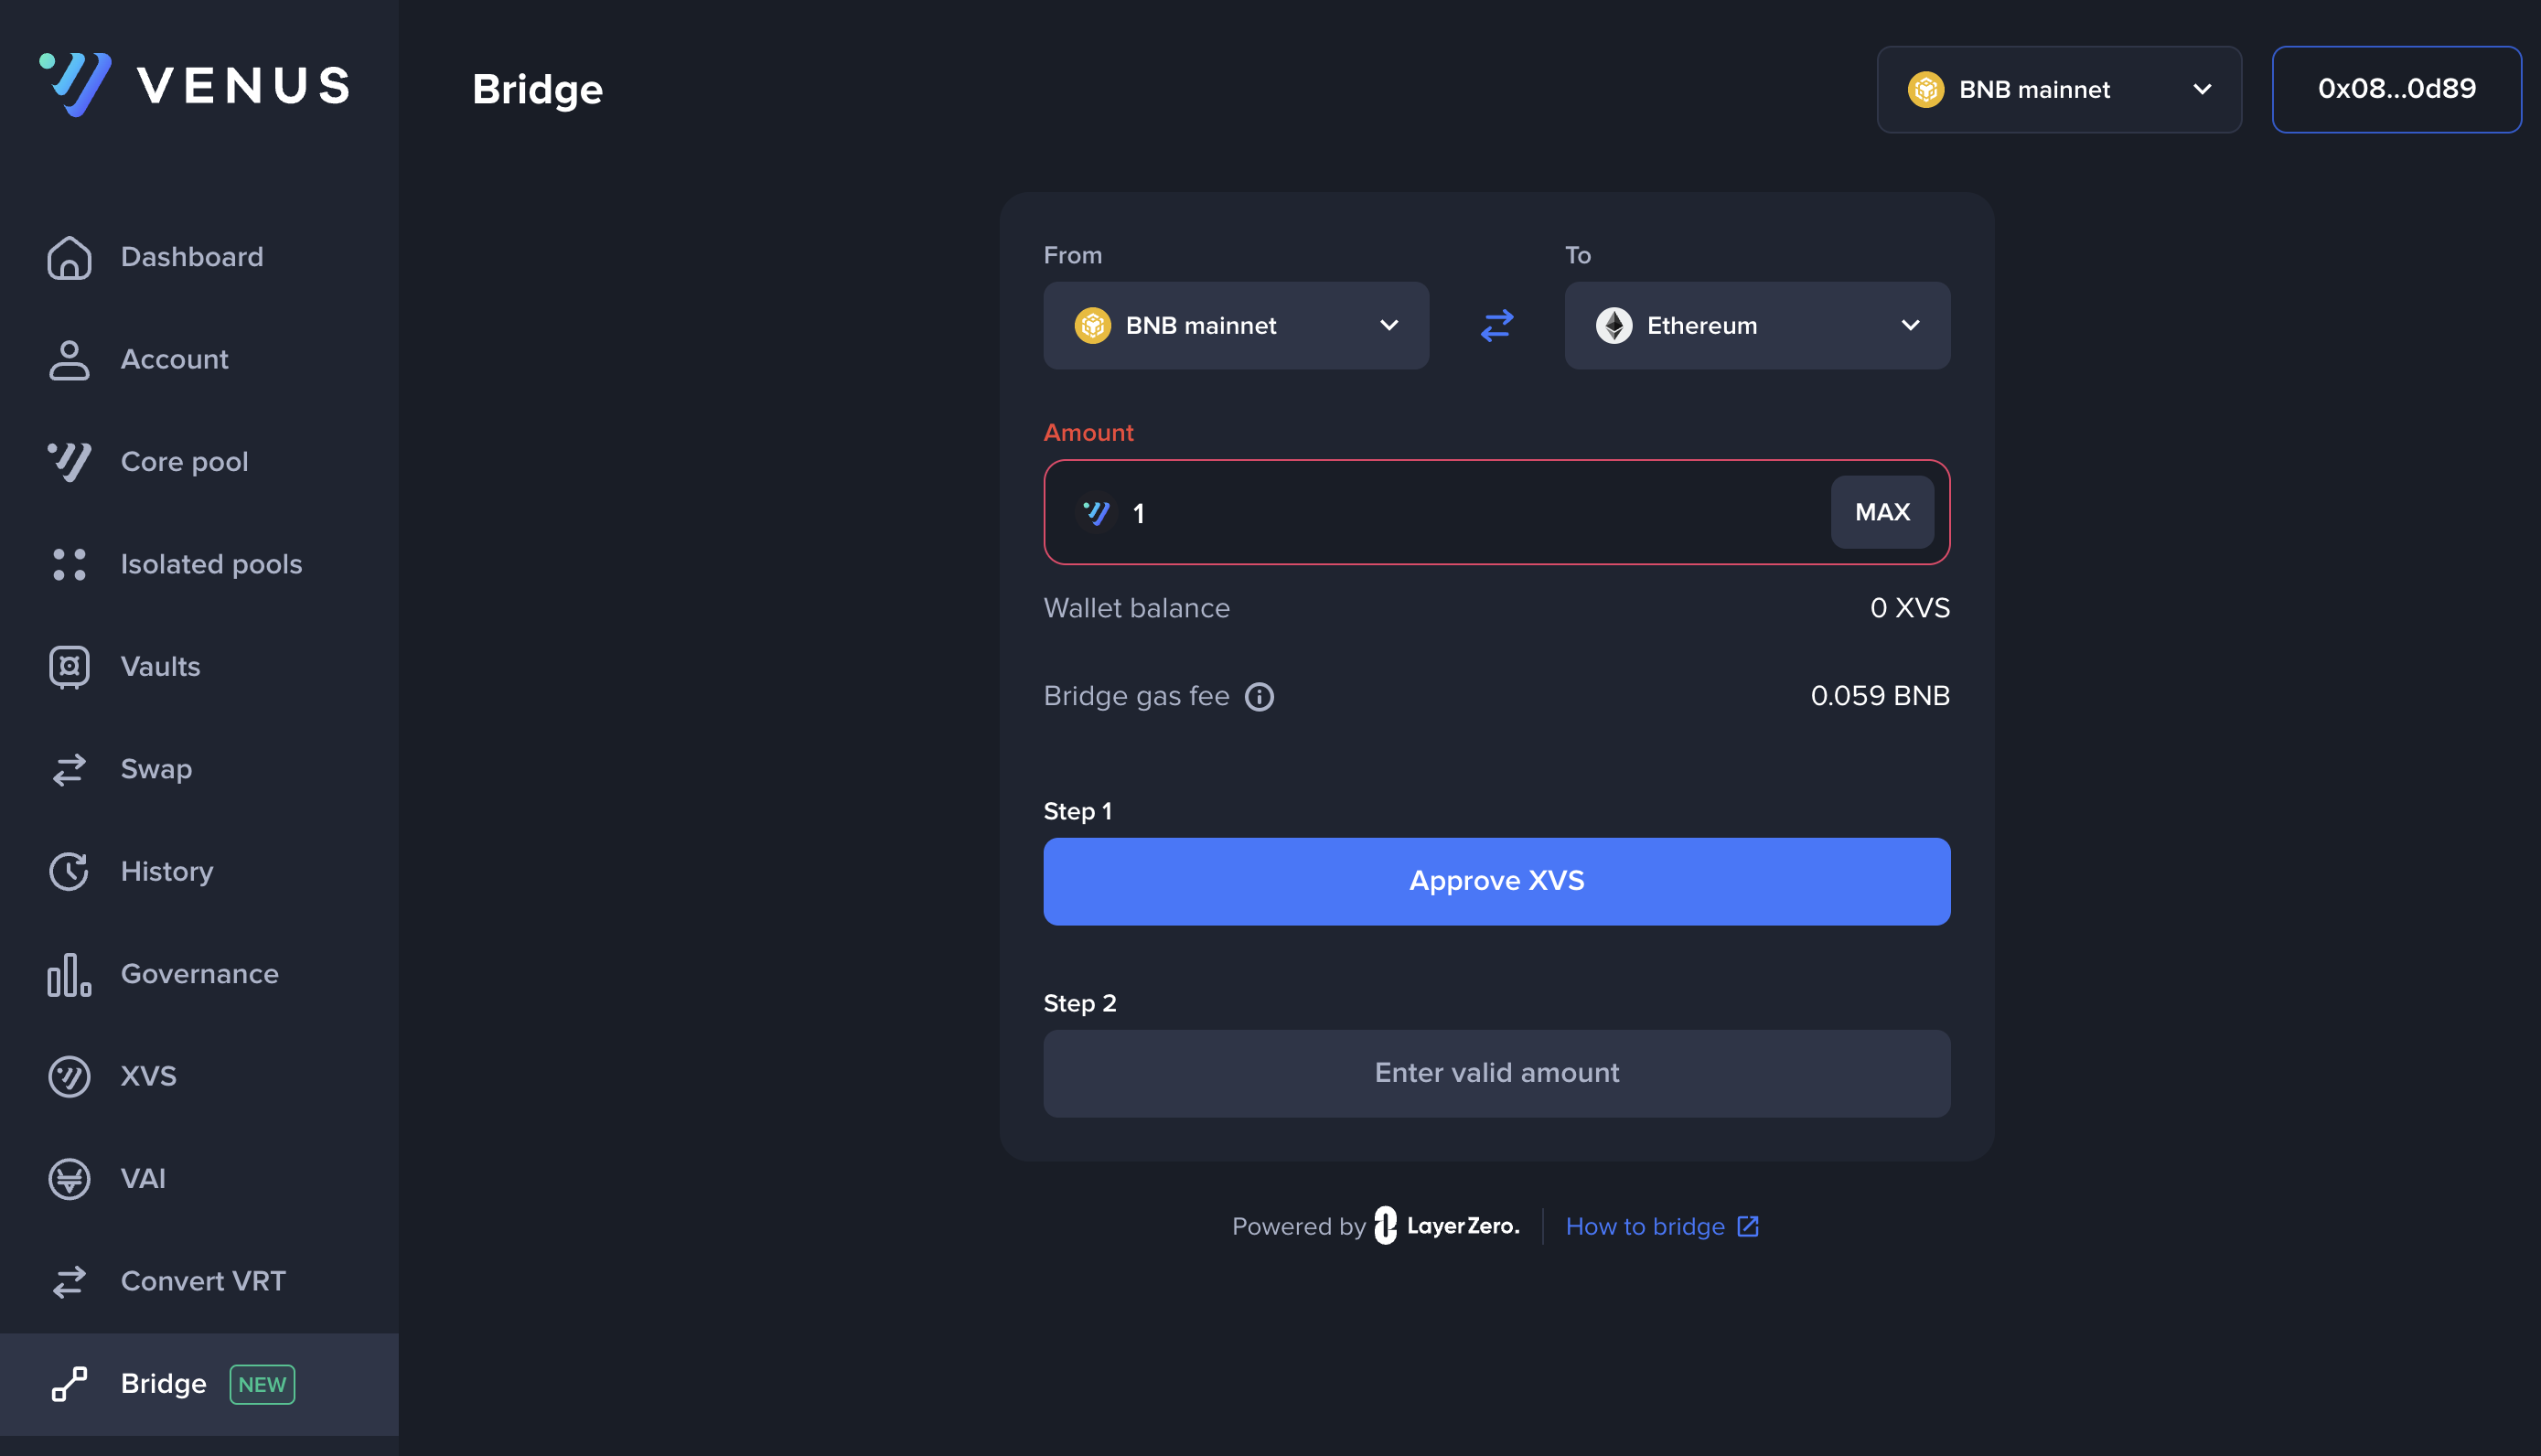 VENUS
Bridge
BNB mainnet
0x08...0d89
Dashboard
Account
Core pool
Isolated pools
Vaults
Swap
History
Governance
XVS
VAI
Convert VRT
Bridge NEW
From
To
BNB mainnet
Ethereum
Amount
1
MAX
Wallet balance
0 XVS
Bridge gas fee
0.059 BNB
Step 1
Approve XVS
Step 2
Enter valid amount
Powered by LayerZero.
How to bridge